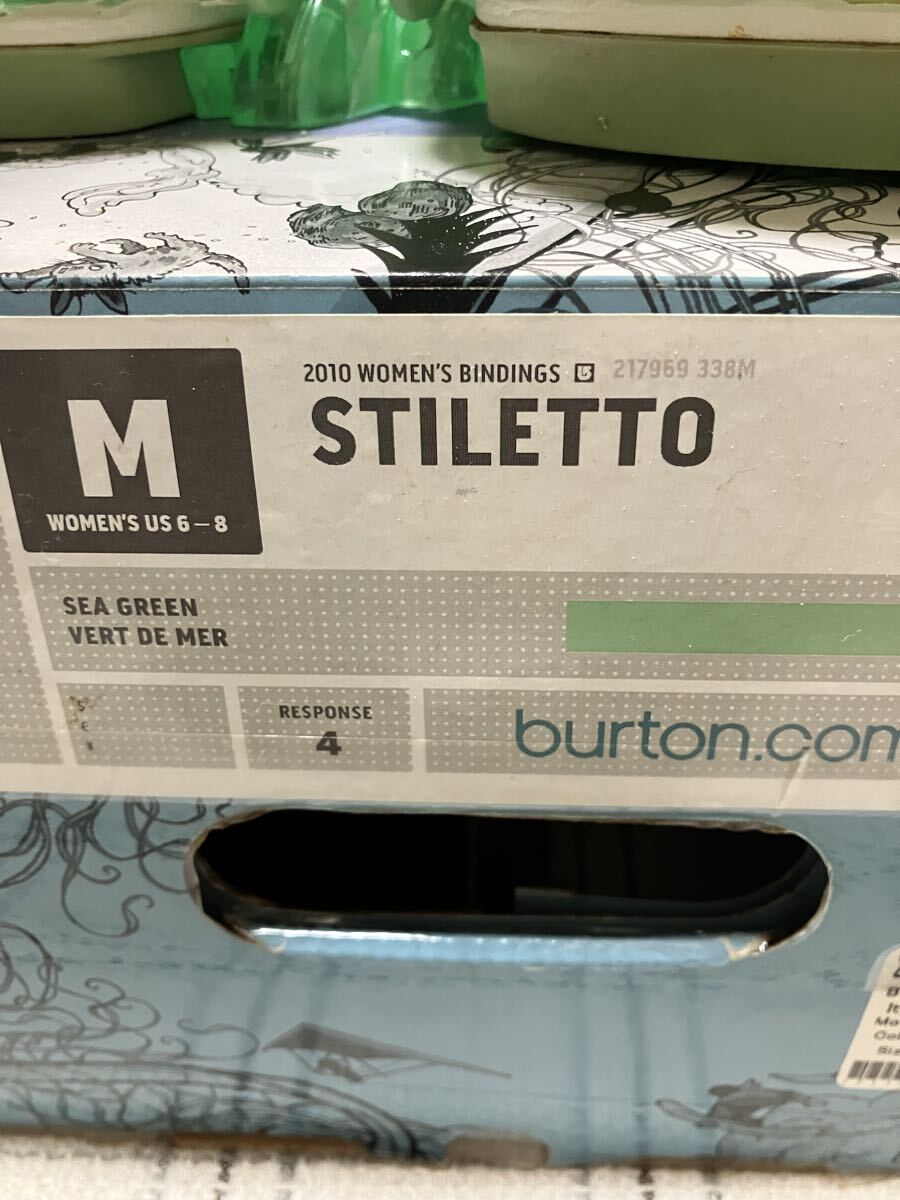 M
WOMEN'S US 6–8
2010 WOMEN'S BINDINGS 217969 338M
STILETTO
SEA GREEN
VERT DE MER
RESPONSE
4
burton.com